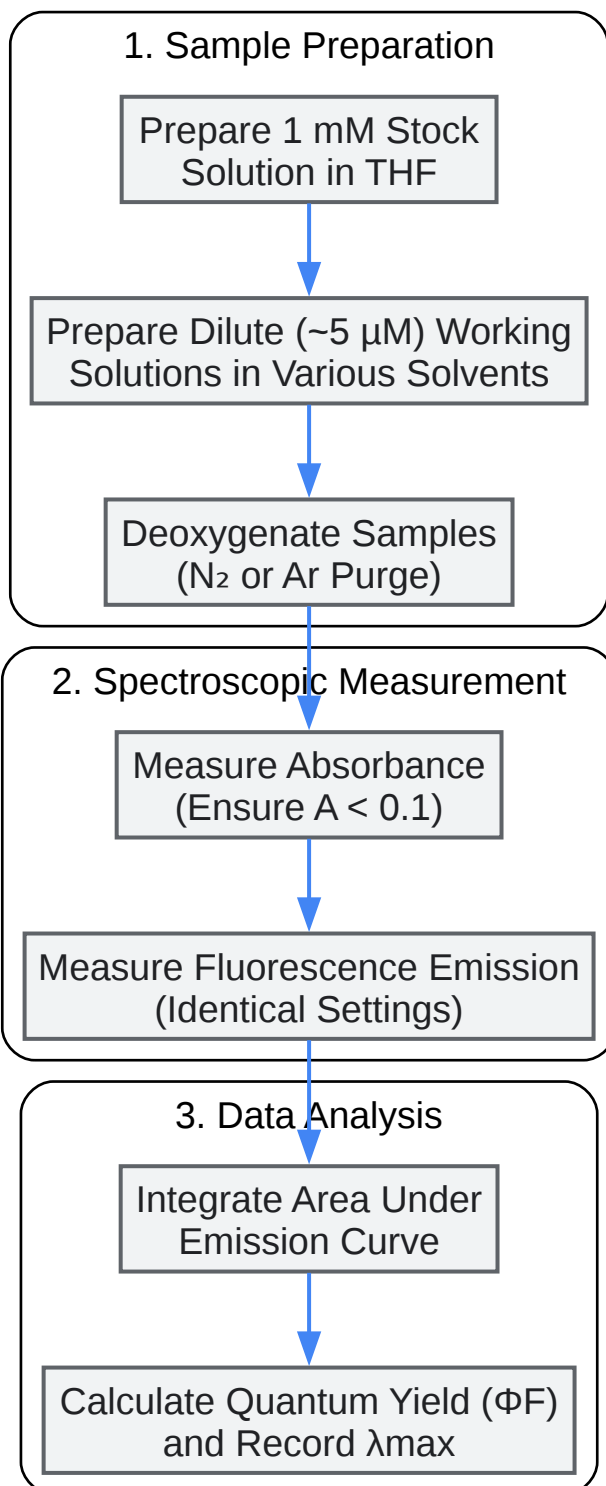 1. Sample Preparation
Prepare 1 mM Stock
Solution in THF
Prepare Dilute (~5 µM) Working
Solutions in Various Solvents
Deoxygenate Samples
(N₂ or Ar Purge)
2. Spectroscopic Measurement
Measure Absorbance
(Ensure A < 0.1)
Measure Fluorescence Emission
(Identical Settings)
3. Data Analysis
Integrate Area Under
Emission Curve
Calculate Quantum Yield (ΦF)
and Record λmax